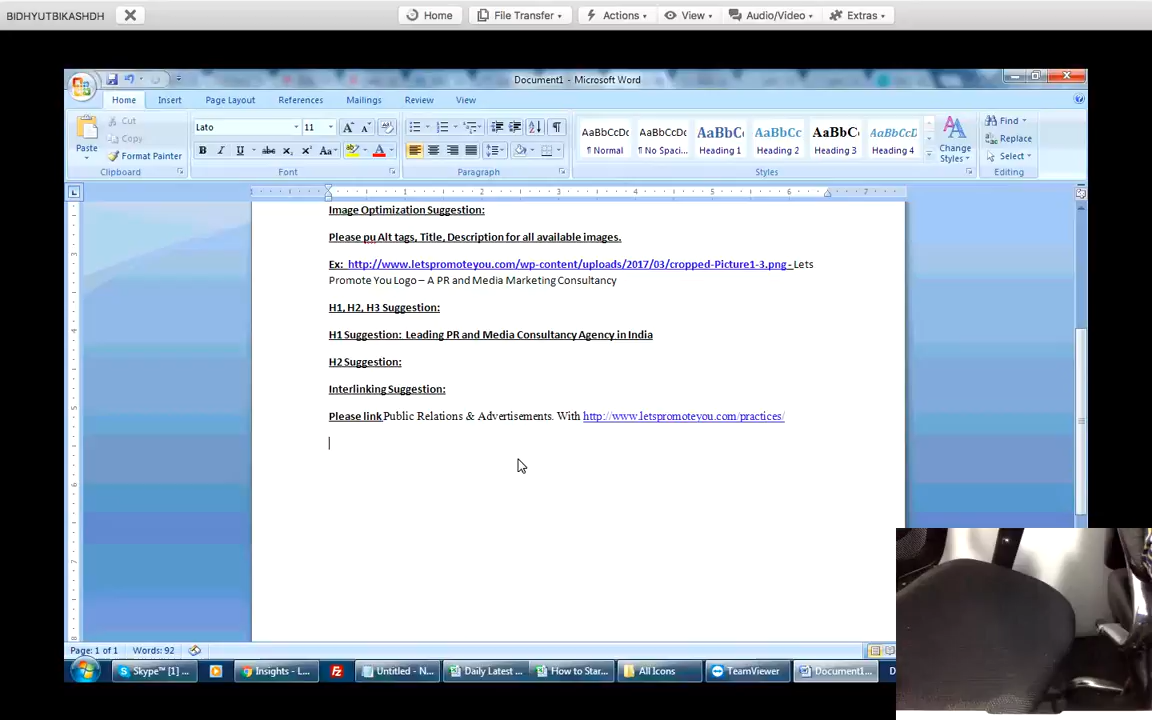 BIDHYUTBIKASHDH
Home
File Transfer
Actions
View
Audio/Video
Extras
Document1 - Microsoft Word
Home Insert Page Layout References Mailings Review View
Paste
Cut
Copy
Format Painter
Clipboard
Lato 11
Font
Paragraph
AaBbCcDc AaBbCcDc AaBbC AaBbCc AaBbCc AaBbCcD
¶ Normal ¶ No Spaci... Heading 1 Heading 2 Heading 3 Heading 4
Change Styles
Styles
Find
Replace
Select
Editing
Image Optimization Suggestion:
Please pu Alt tags, Title, Description for all available images.
Ex: http://www.letspromoteyou.com/wp-content/uploads/2017/03/cropped-Picture1-3.png - Lets
Promote You Logo – A PR and Media Marketing Consultancy
H1, H2, H3 Suggestion:
H1 Suggestion: Leading PR and Media Consultancy Agency in India
H2 Suggestion:
Interlinking Suggestion:
Please link Public Relations & Advertisements. With http://www.letspromoteyou.com/practices/
Page: 1 of 1 Words: 92
Skype™ [1] ...
Insights - L...
Untitled - N...
Daily Latest ...
How to Star...
All Icons
TeamViewer
Document1...